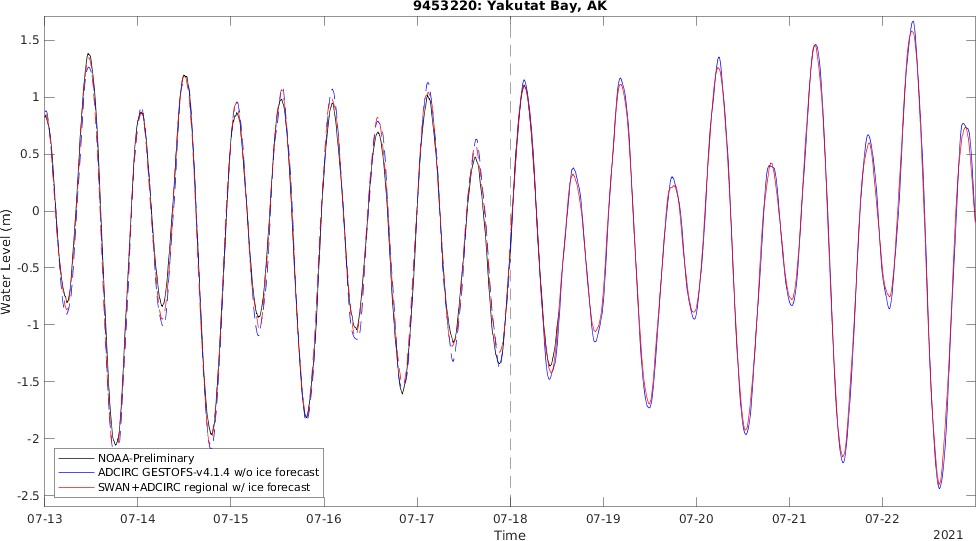 9453220: Yakutat Bay, AK
1.5
1
0.5
0
-0.5
-1
-1.5
-2
-2.5
Water Level (m)
NOAA-Preliminary
ADCIRC GESTOFS-v4.1.4 w/o ice forecast
SWAN+ADCIRC regional w/ ice forecast
07-13 07-14 07-15 07-16 07-17 07-18 07-19 07-20 07-21 07-22
Time
2021